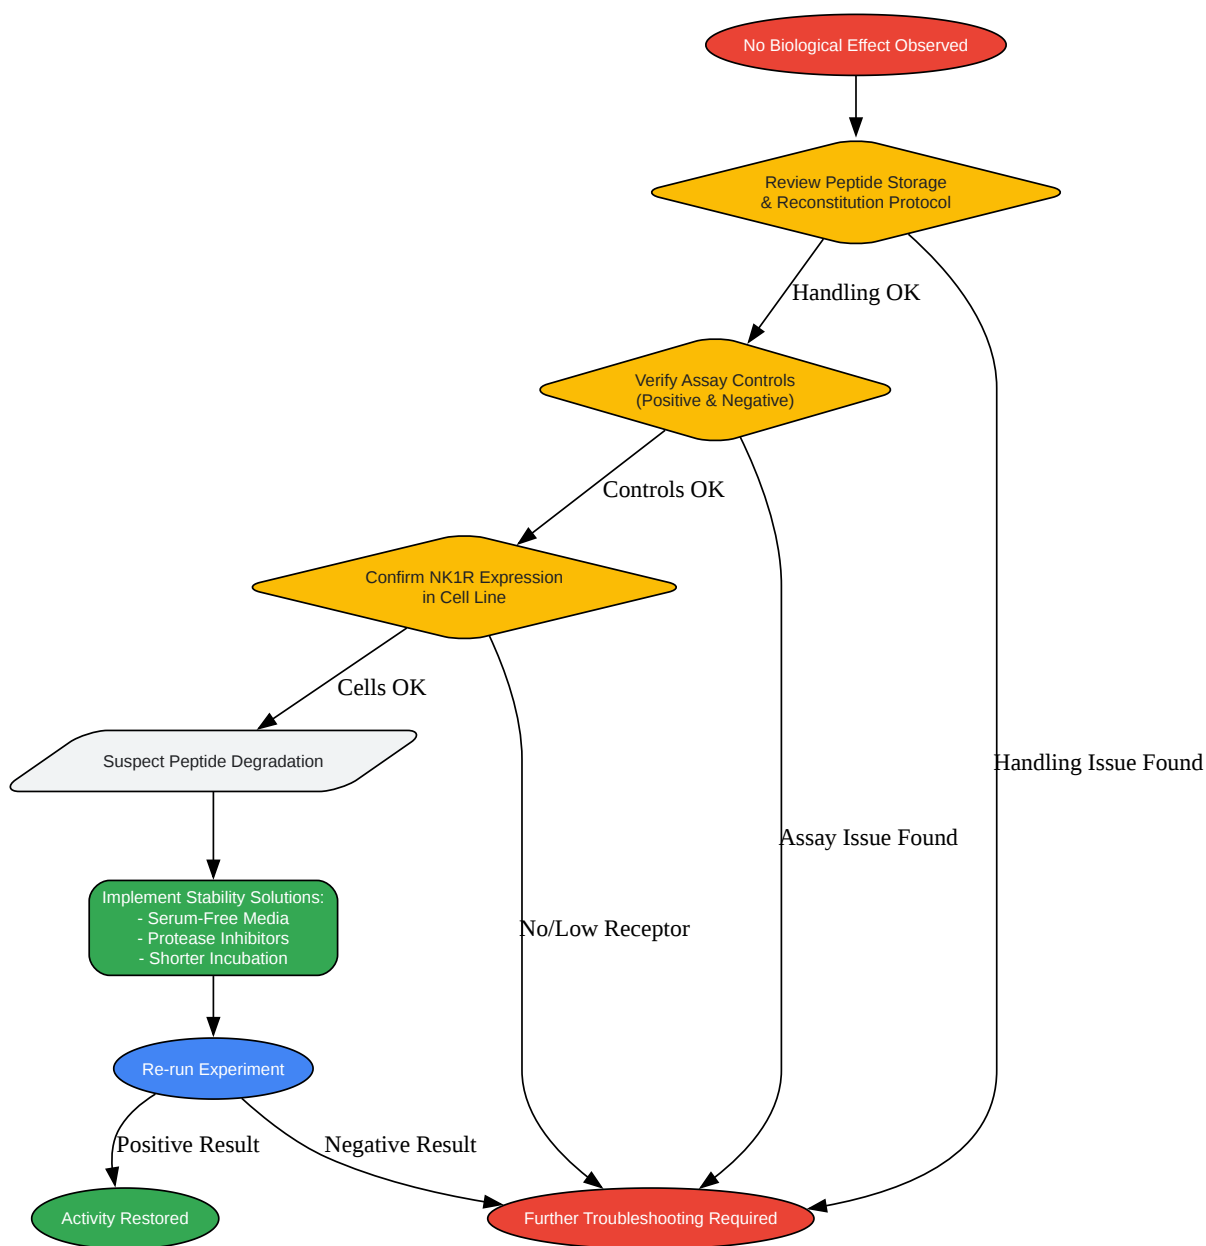 No Biological Effect Observed
Review Peptide Storage
& Reconstitution Protocol
Handling OK
Verify Assay Controls
(Positive & Negative)
Controls OK
Confirm NK1R Expression
in Cell Line
Cells OK
Suspect Peptide Degradation
Handling Issue Found
Assay Issue Found
Implement Stability Solutions:
- Serum-Free Media
- Protease Inhibitors
- Shorter Incubation
No/Low Receptor
Re-run Experiment
Positive Result
Negative Result
Activity Restored
Further Troubleshooting Required